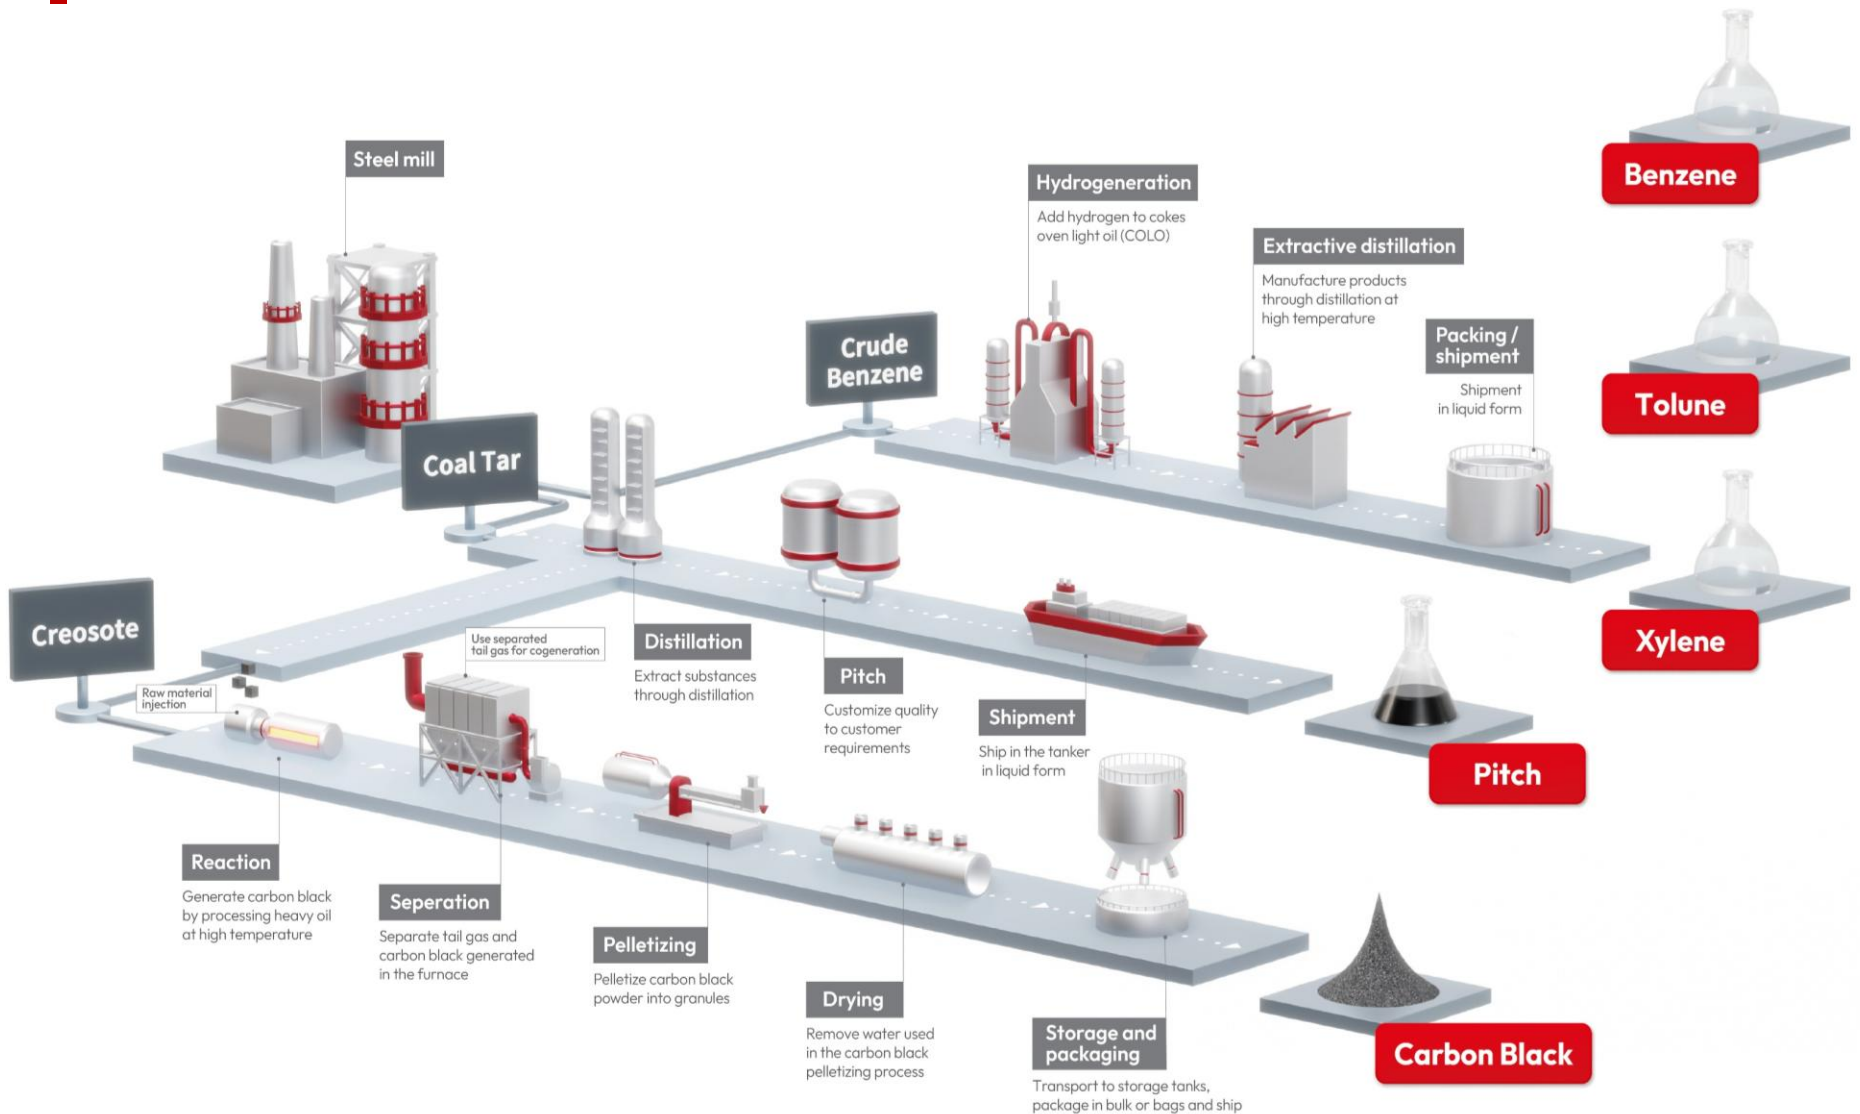 Steel mill
Hydrogeneration
Add hydrogen to cokes
oven light oil (COLO)
Extractive distillation
Manufacture products
through distillation at
high temperature
Packing /
shipment
Shipment
in liquid form
Benzene
Tolune
Xylene
Crude
Benzene
Coal Tar
Distillation
Extract substances
through distillation
Pitch
Customize quality
to customer
requirements
Shipment
Ship in the tanker
in liquid form
Pitch
Creosote
Raw material
injection
Use separated
tail gas for cogeneration
Reaction
Generate carbon black
by processing heavy oil
at high temperature
Seperation
Separate tail gas and
carbon black generated
in the furnace
Pelletizing
Pelletize carbon black
powder into granules
Drying
Remove water used
in the carbon black
pelletizing process
Storage and
packaging
Transport to storage tanks,
package in bulk or bags and ship
Carbon Black